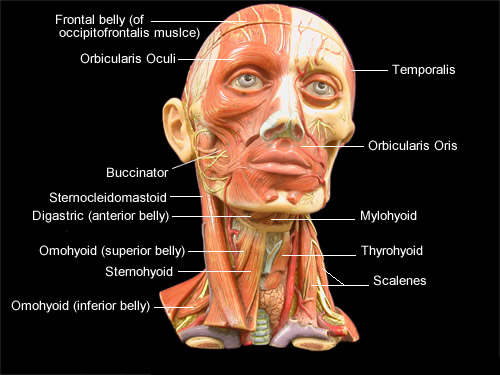 Frontal belly (of
occipitofrontalis muslce)
Orbicularis Oculi
Temporalis
Orbicularis Oris
Buccinator
Sternocleidomastoid
Digastric (anterior belly)
Mylohyoid
Omohyoid (superior belly)
Thyrohyoid
Sternohyoid
Scalenes
Omohyoid (inferior belly)